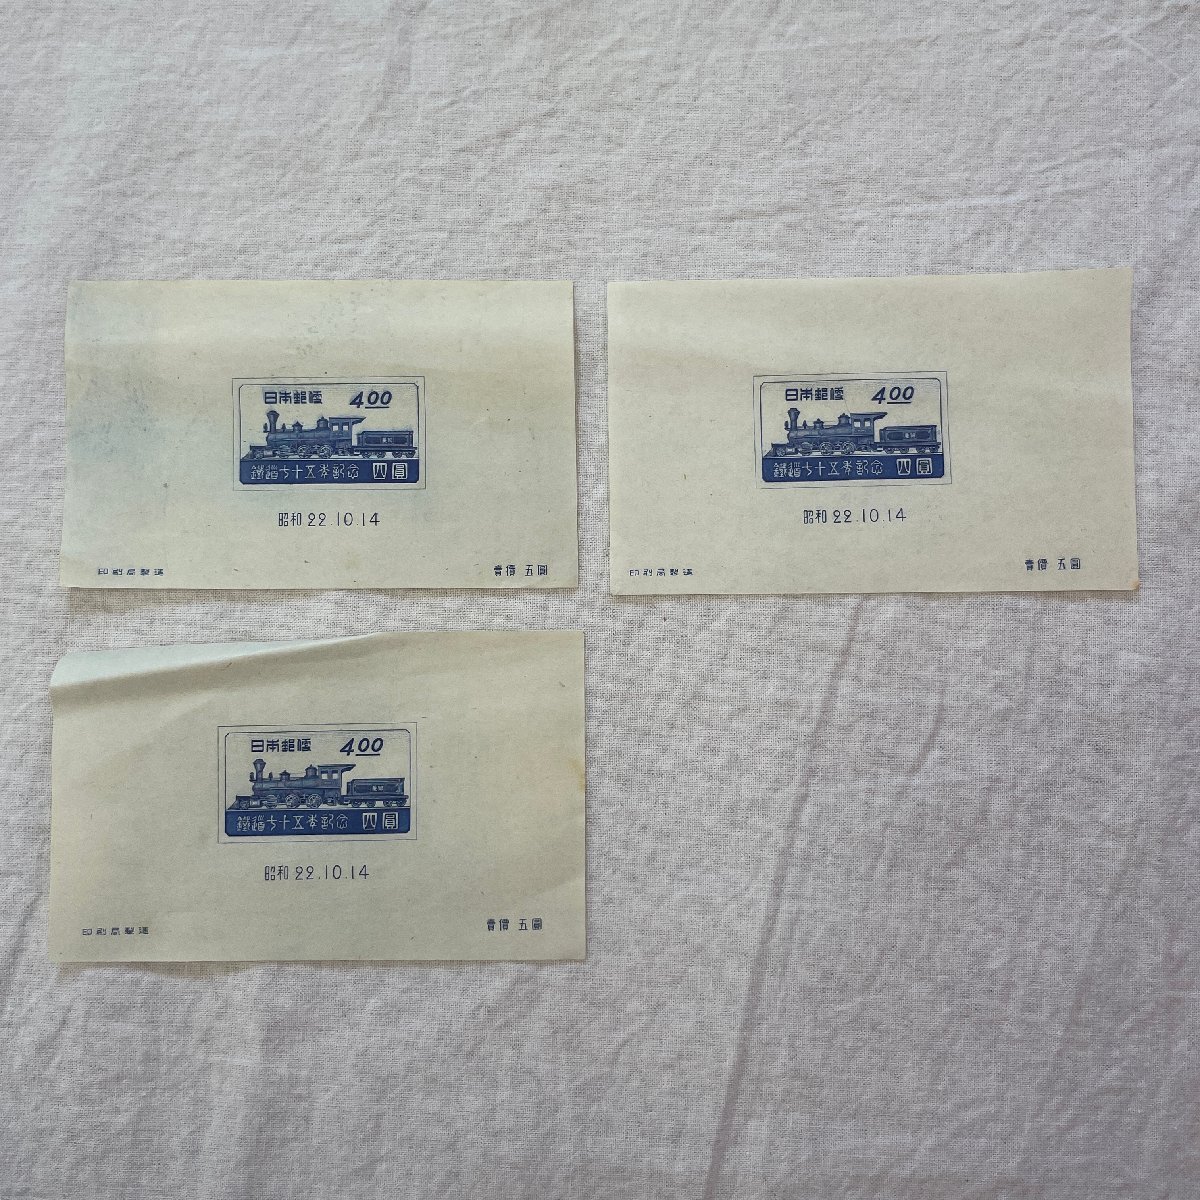 日本郵便 4.00
鐵道七十五年記念 四圓
昭和22.10.14
印刷局製造 賣價 五圓
日本郵便 4.00
鐵道七十五年記念 四圓
昭和22.10.14
印刷局製造 賣價 五圓
日本郵便 4.00
鐵道七十五年記念 四圓
昭和22.10.14
印刷局製造 賣價 五圓